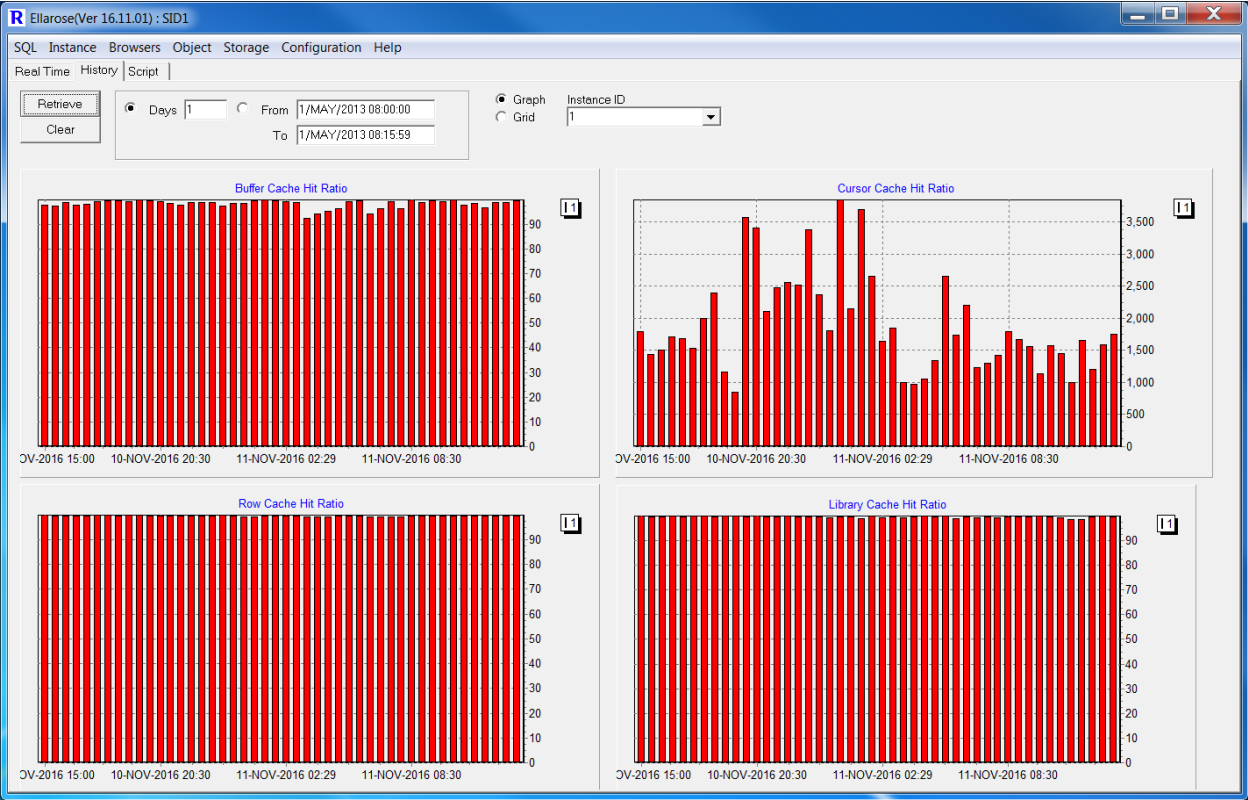 R Ellarose(Ver 16.11.01) : SID1
SQL Instance Browsers Object Storage Configuration Help
Real Time History Script
Retrieve
Clear
Days 1
From 1/MAY/2013 08:00:00
To 1/MAY/2013 08:15:59
Graph
Grid
Instance ID
1
Buffer Cache Hit Ratio
I 1
90
80
70
60
50
40
30
20
10
0
OV-2016 15:00 10-NOV-2016 20:30 11-NOV-2016 02:29 11-NOV-2016 08:30
Cursor Cache Hit Ratio
I 1
3,500
3,000
2,500
2,000
1,500
1,000
500
0
OV-2016 15:00 10-NOV-2016 20:30 11-NOV-2016 02:29 11-NOV-2016 08:30
Row Cache Hit Ratio
I 1
90
80
70
60
50
40
30
20
10
0
OV-2016 15:00 10-NOV-2016 20:30 11-NOV-2016 02:29 11-NOV-2016 08:30
Library Cache Hit Ratio
I 1
90
80
70
60
50
40
30
20
10
0
OV-2016 15:00 10-NOV-2016 20:30 11-NOV-2016 02:29 11-NOV-2016 08:30